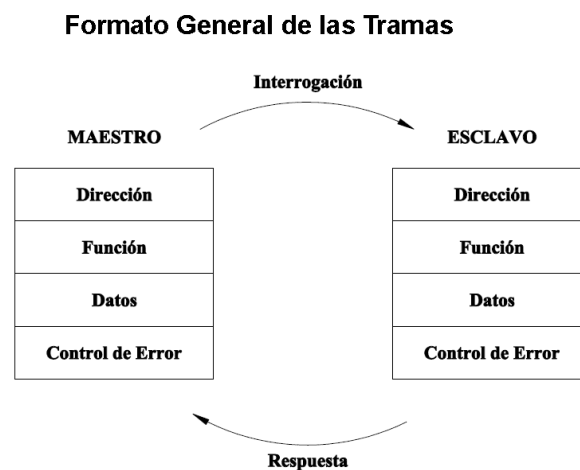 Formato General de las Tramas
Interrogación
MAESTRO
ESCLAVO
Dirección
Función
Datos
Control de Error
Dirección
Función
Datos
Control de Error
Respuesta